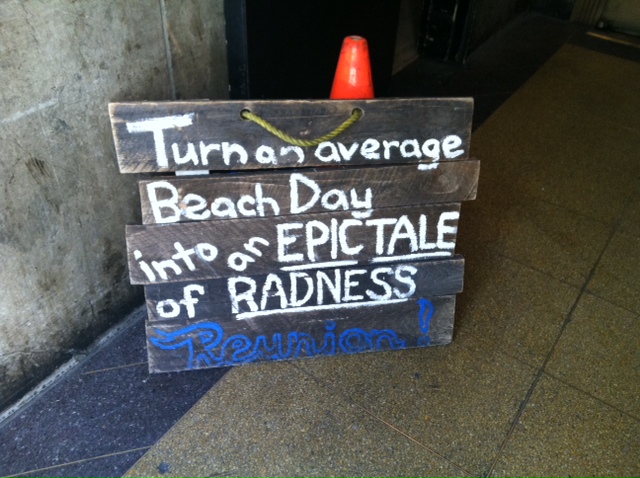 Turn an average
Beach Day
into an EPIC TALE
of RADNESS
Reunion!